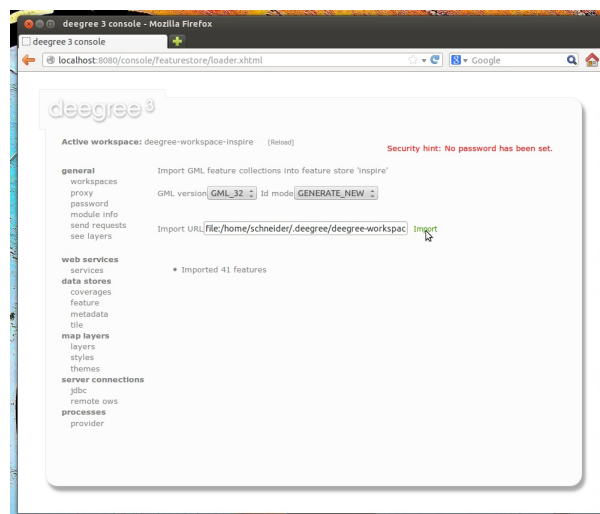 deegree 3 console - Mozilla Firefox
deegree 3 console
localhost:8080/console/featurestore/loader.xhtml
Google
deegree 3
Active workspace: deegree-workspace-inspire [Reload]
Security hint: No password has been set.
general
workspaces
proxy
password
module info
send requests
see layers
web services
services
data stores
coverages
feature
metadata
tile
map layers
layers
styles
themes
server connections
jdbc
remote ows
processes
provider
Import GML feature collections into feature store 'inspire'
GML version GML_32 Id mode GENERATE_NEW
Import URL file:/home/schneider/.deegree/deegree-workspac Import
Imported 41 features